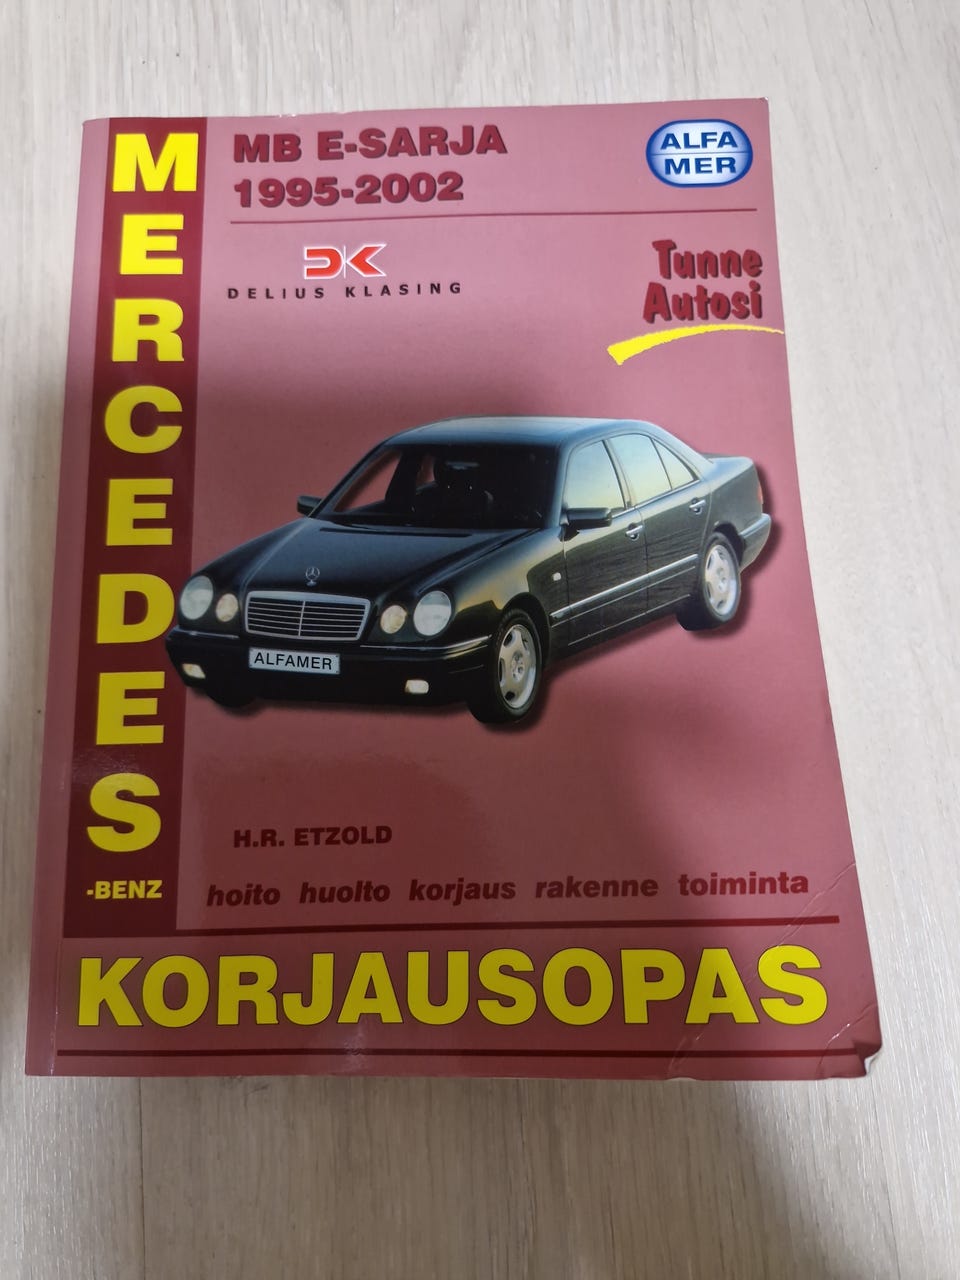 MERCEDES
-BENZ
MB E-SARJA
1995-2002
ALFA
MER
DK
DELIUS KLASING
Tunne
Autosi
ALFAMER
H.R. ETZOLD
hoito huolto korjaus rakenne toiminta
KORJAUSOPAS